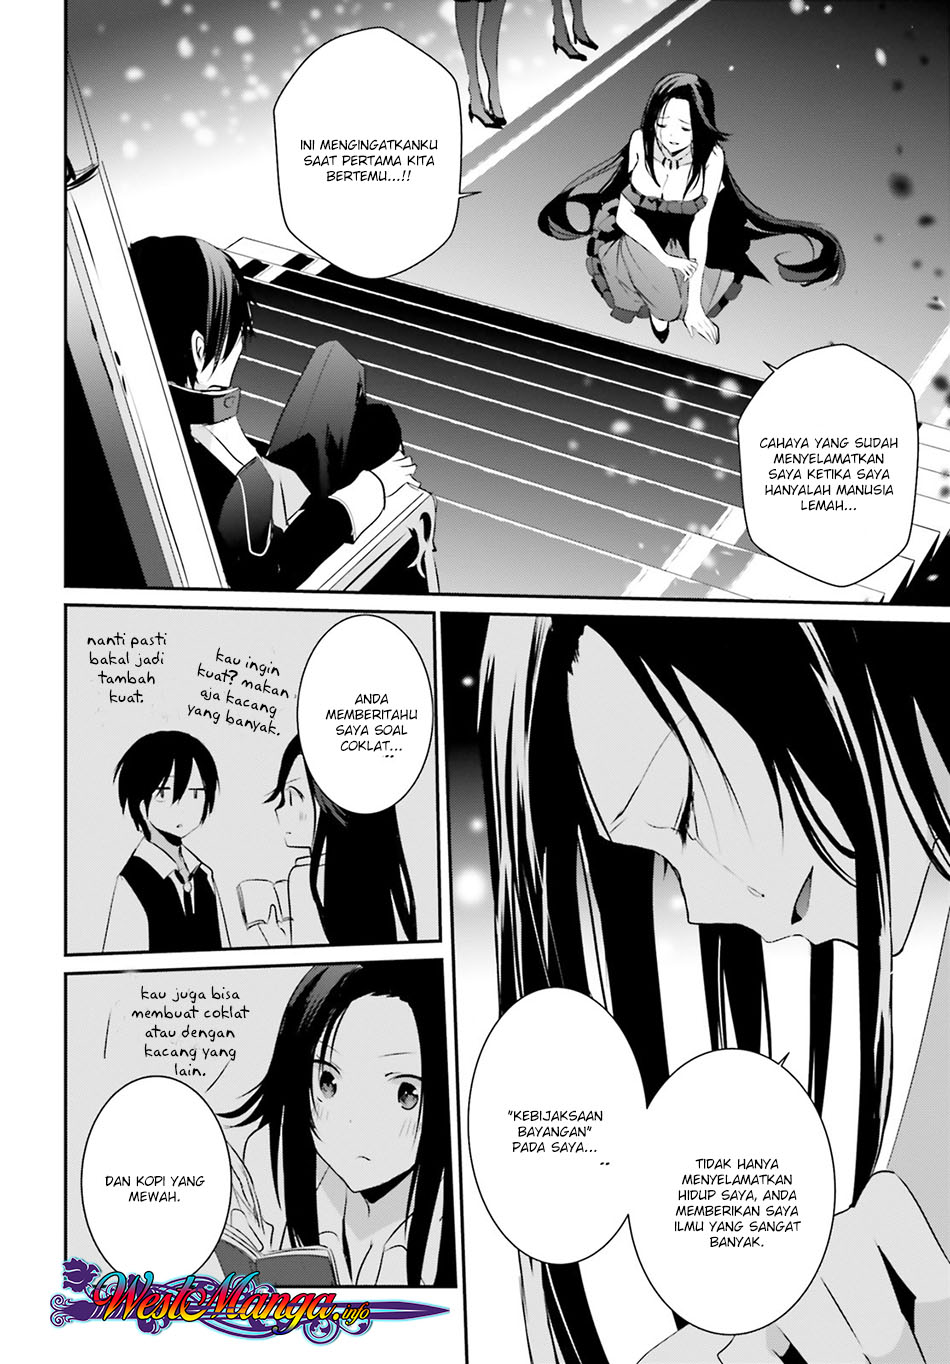 INI MENGINGATKANKU
SAAT PERTAMA KITA
BERTEMU...!!
CAHAYA YANG SUDAH
MENYELAMATKAN
SAYA KETIKA SAYA
HANYALAH MANUSIA
LEMAH...
TIDAK HANYA
MENYELAMATKAN
HIDUP SAYA, ANDA
MEMBERIKAN SAYA
ILMU YANG SANGAT
BANYAK.
"KEBIJAKSAAN
BAYANGAN"
PADA SAYA...
ANDA
MEMBERITAHU
SAYA SOAL
COKLAT...
kau ingin
kuat? makan
aja kacang
yang banyak.
nanti pasti
bakal jadi
tambah
kuat.
kau juga bisa
membuat coklat
atau dengan
kacang yang
lain.
DAN KOPI YANG
MEWAH.
WestManga.info